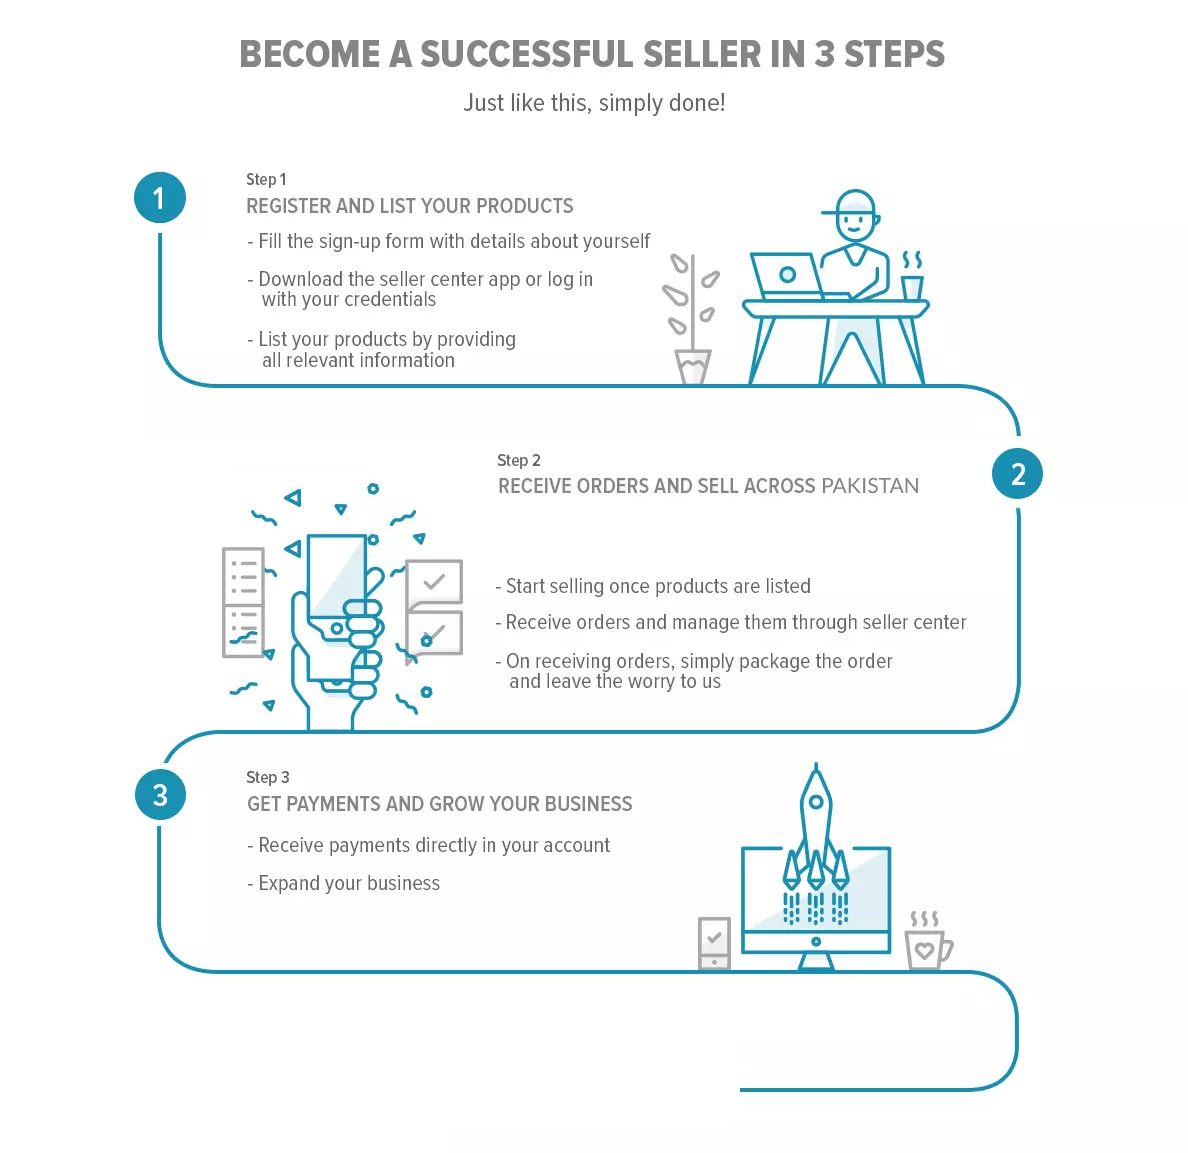 BECOME A SUCCESSFUL SELLER IN 3 STEPS
Just like this, simply done!
1
Step 1
REGISTER AND LIST YOUR PRODUCTS
- Fill the sign-up form with details about yourself
- Download the seller center app or log in
with your credentials
- List your products by providing
all relevant information
2
Step 2
RECEIVE ORDERS AND SELL ACROSS PAKISTAN
- Start selling once products are listed
- Receive orders and manage them through seller center
- On receiving orders, simply package the order
and leave the worry to us
3
Step 3
GET PAYMENTS AND GROW YOUR BUSINESS
- Receive payments directly in your account
- Expand your business